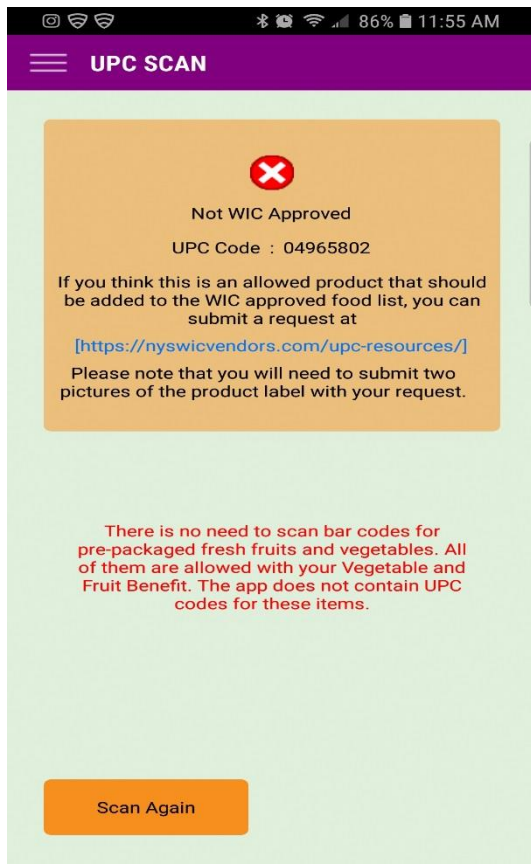 86% 11:55 AM
UPC SCAN
Not WIC Approved
UPC Code : 04965802
If you think this is an allowed product that should
be added to the WIC approved food list, you can
submit a request at
[https://nyswicvendors.com/upc-resources/]
Please note that you will need to submit two
pictures of the product label with your request.
There is no need to scan bar codes for
pre-packaged fresh fruits and vegetables. All
of them are allowed with your Vegetable and
Fruit Benefit. The app does not contain UPC
codes for these items.
Scan Again